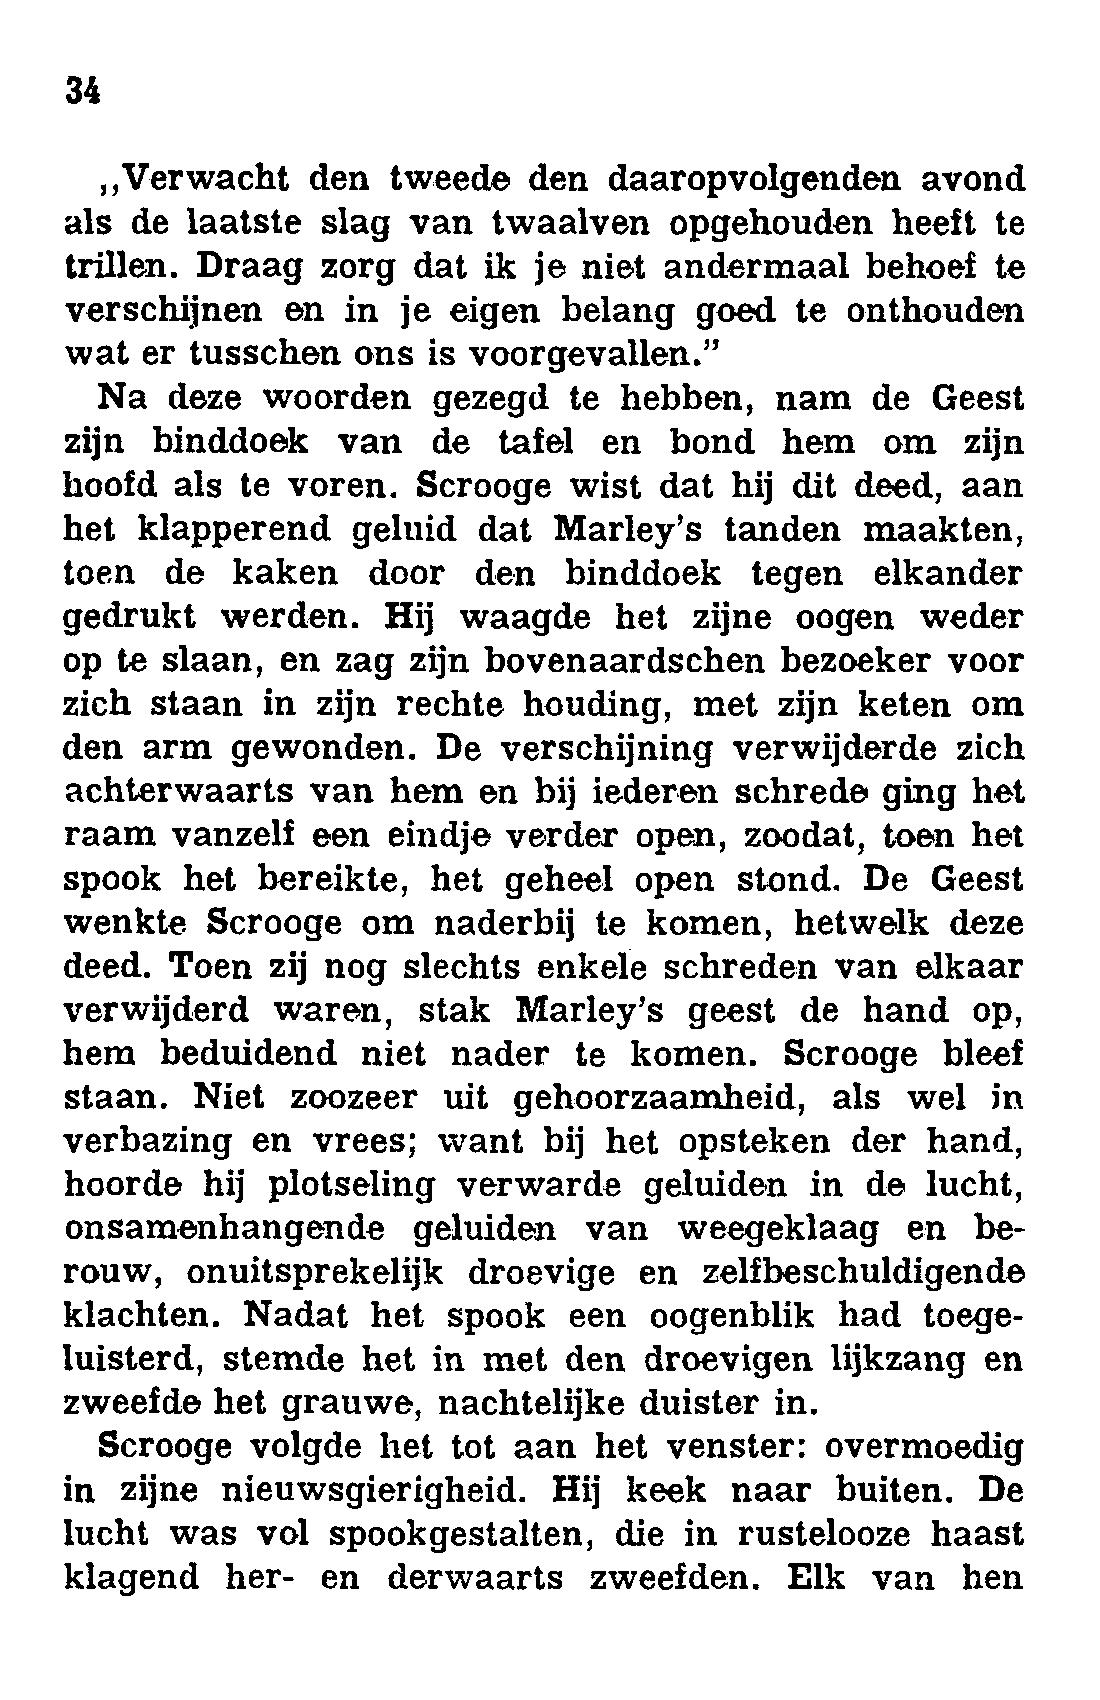 34
,,Verwacht den tweede den daaropvolgenden avond
als de laatste slag van twaalven opgehouden heeft te
trillen. Draag zorg dat ik je niet andermaal behoef te
verschijnen en in je eigen belang goed te onthouden
wat er tusschen ons is voorgevallen.”
Na deze woorden gezegd te hebben, nam de Geest
zijn binddoek van de tafel en bond hem om zijn
hoofd als te voren. Scrooge wist dat hij dit deed, aan
het klapperend geluid dat Marley's tanden maakten,
toen de kaken door den binddoek tegen elkander
gedrukt werden. Hij waagde het zijne oogen weder
op te slaan, en zag zijn bovenaardschen bezoeker voor
zich staan in zijn rechte houding, met zijn keten om
den arm gewonden. De verschijning verwijderde zich
achterwaarts van hem en bij iederen schrede ging het
raam vanzelf een eindje verder open, zoodat, toen het
spook het bereikte, het geheel open stond. De Geest
wenkte Scrooge om naderbij te komen, hetwelk deze
deed. Toen zij nog slechts enkele schreden van elkaar
verwijderd waren, stak Marley's geest de hand op,
hem beduidend niet nader te komen. Scrooge bleef
staan. Niet zoozeer uit gehoorzaamheid, als wel in
verbazing en vrees; want bij het opsteken der hand,
hoorde hij plotseling verwarde geluiden in de lucht,
onsamenhangende geluiden van weegeklaag en be-
rouw, onuitsprekelijk droevige en zelfbeschuldigende
klachten. Nadat het spook een oogenblik had toege-
luisterd, stemde het in met den droevigen lijkzang en
zweefde het grauwe, nachtelijke duister in.
Scrooge volgde het tot aan het venster: overmoedig
in zijne nieuwsgierigheid. Hij keek naar buiten. De
lucht was vol spookgestalten, die in rustelooze haast
klagend her- en derwaarts zweefden. Elk van hen